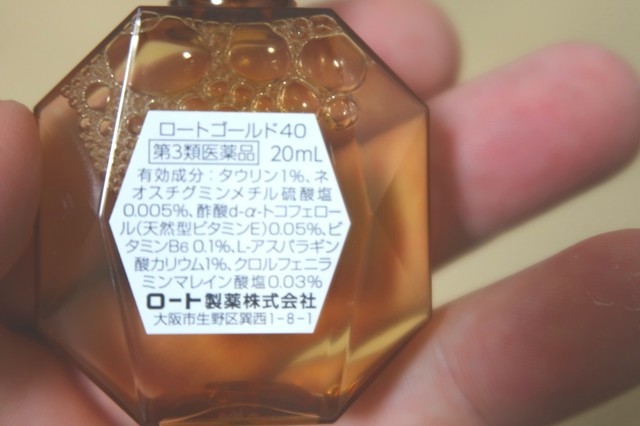 ロートゴールド40
第3類医薬品 20mL
有効成分：タウリン1%、ネ
オスチグミンメチル硫酸塩
0.005%、酢酸d-α-トコフェロー
ル(天然型ビタミンE)0.05%、ビ
タミンB6 0.1%、L-アスパラギン
酸カリウム1%、クロルフェニラ
ミンマレイン酸塩0.03%
ロート製薬株式会社
大阪市生野区巽西1-8-1